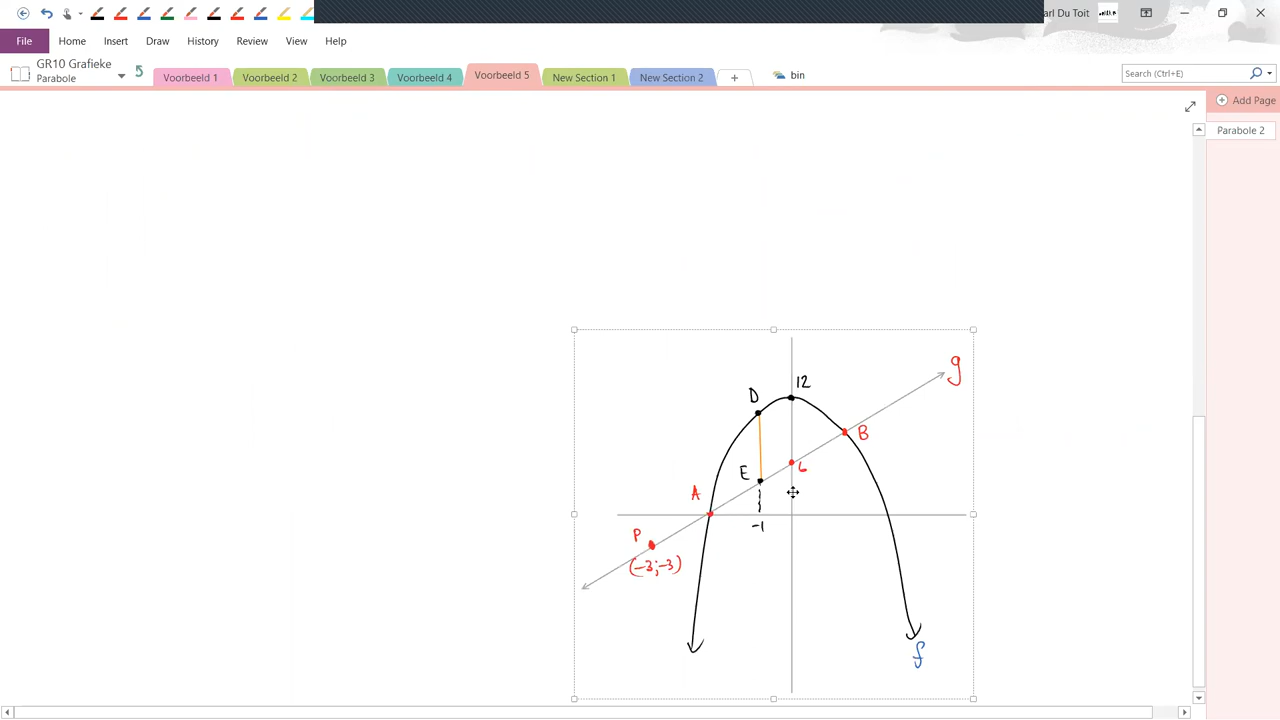 arl Du Toit
File Home Insert Draw History Review View Help
GR10 Grafieke
Parabole
Voorbeeld 1 Voorbeeld 2 Voorbeeld 3 Voorbeeld 4 Voorbeeld 5 New Section 1 New Section 2 + bin
Search (Ctrl+E)
Add Page
Parabole 2
g
12
D
B
6
E
A
-1
P
(-3;-3)
f